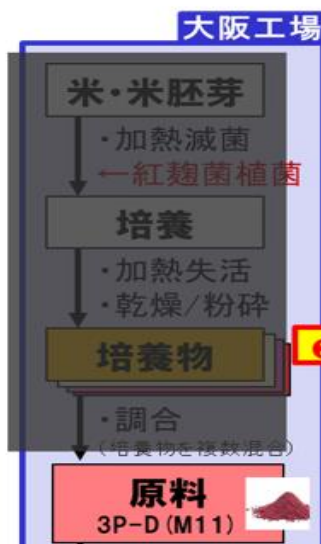 大阪工場
米・米胚芽
・加熱滅菌
←紅麹菌植菌
培養
・加熱失活
・乾燥/粉砕
培養物
・調合
(培養物を複数混合)
原料
3P-D(M11)